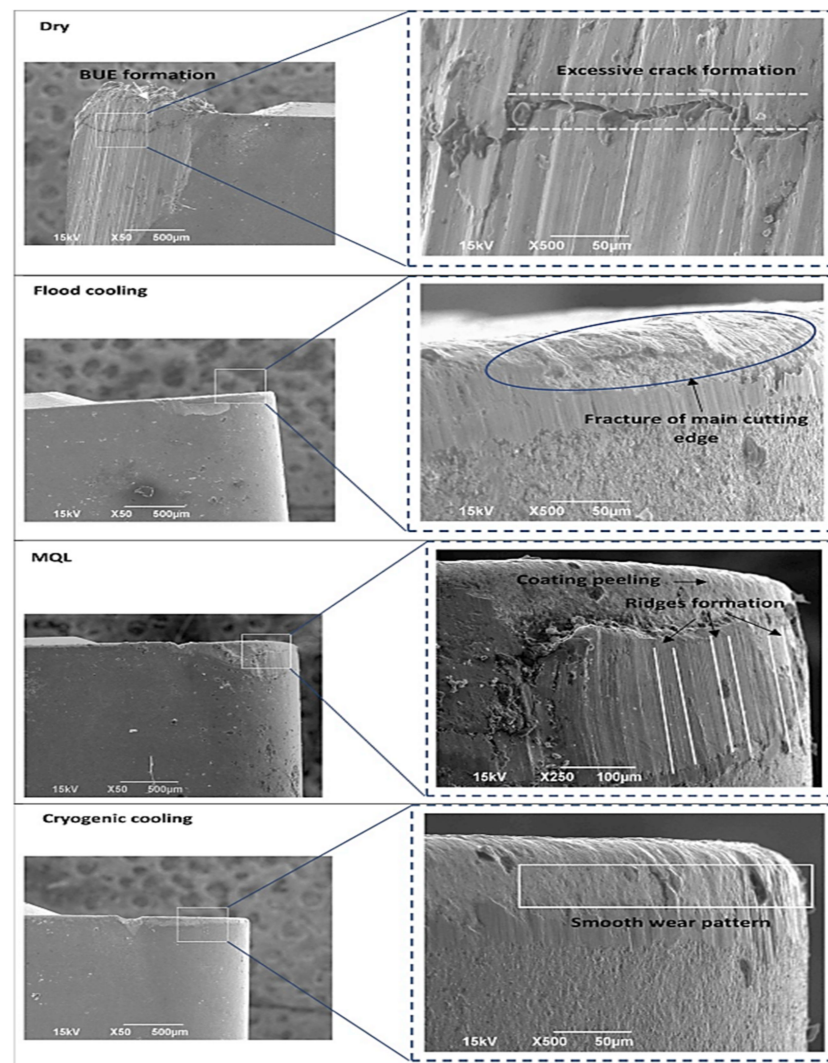 Dry
BUE formation
15kV X50 500µm
Excessive crack formation
15kV X500 50µm
Flood cooling
15kV X50 500µm
Fracture of main cutting
edge
15kV X500 50µm
MQL
15kV X50 500µm
Coating peeling
Ridges formation
15kV X250 100µm
Cryogenic cooling
15kV X50 500µm
Smooth wear pattern
15kV X500 50µm